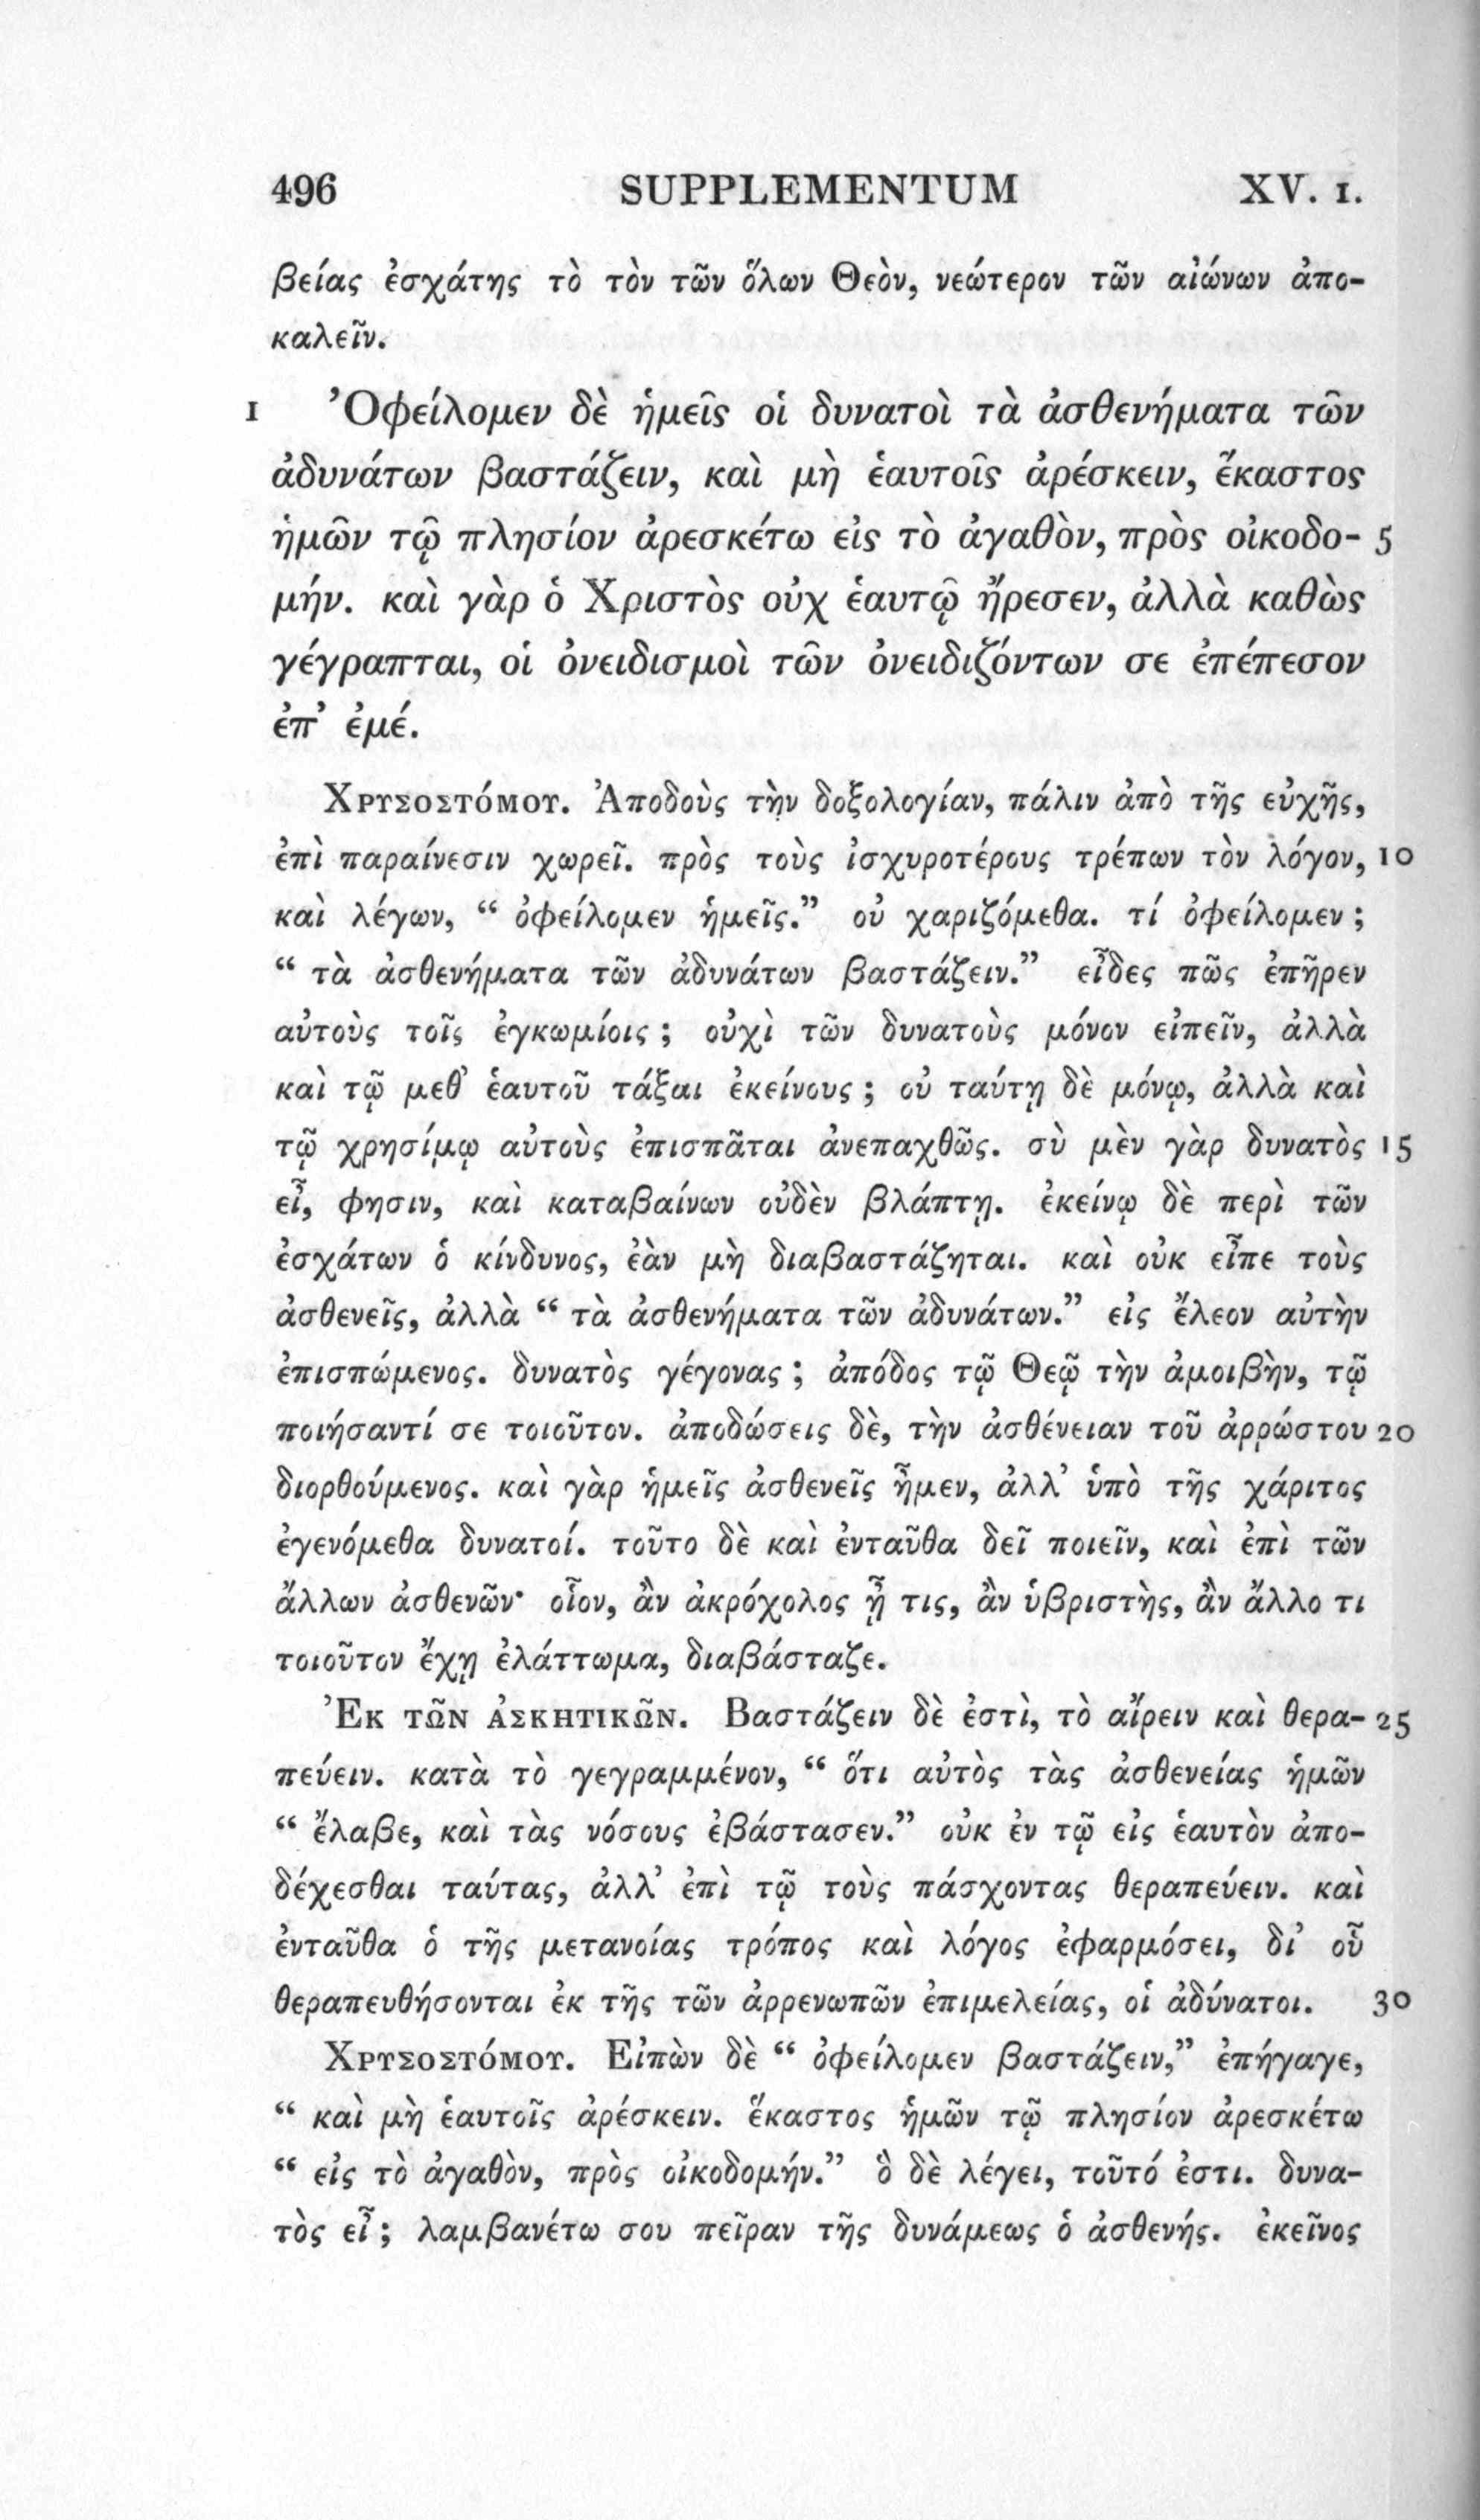 496 SUPPLEMENTUM XV. 1.
βείας ἐσχάτης τὸ τὸν τῶν ὅλων Θεὸν, νεώτερον τῶν αἰώνων ἀπο-
καλεῖν.
1 Ὀφείλομεν δὲ ἡμεῖς οἱ δυνατοὶ τὰ ἀσθενήματα τῶν
ἀδυνάτων βαστάζειν, καὶ μὴ ἑαυτοῖς ἀρέσκειν, ἕκαστος
ἡμῶν τῷ πλησίον ἀρεσκέτω εἰς τὸ ἀγαθὸν, πρὸς οἰκοδο- 5
μήν. καὶ γὰρ ὁ Χριστὸς οὐχ ἑαυτῷ ἤρεσεν, ἀλλὰ καθὼς
γέγραπται, οἱ ὀνειδισμοὶ τῶν ὀνειδιζόντων σε ἐπέπεσον
ἐπ’ ἐμέ.
Χρυσοστόμου. Ἀποδοὺς τὴν δοξολογίαν, πάλιν ἀπὸ τῆς εὐχῆς,
ἐπὶ παραίνεσιν χωρεῖ. πρὸς τοὺς ἰσχυροτέρους τρέπων τὸν λόγον, 10
καὶ λέγων, “ ὀφείλομεν ἡμεῖς.” οὐ χαριζόμεθα. τί ὀφείλομεν ;
“ τὰ ἀσθενήματα τῶν ἀδυνάτων βαστάζειν.” εἶδες πῶς ἐπῆρεν
αὐτοὺς τοῖς ἐγκωμίοις ; οὐχὶ τῶν δυνατοὺς μόνον εἰπεῖν, ἀλλὰ
καὶ τῷ μεθ’ ἑαυτοῦ τάξαι ἐκείνους ; οὐ ταύτῃ δὲ μόνῳ, ἀλλὰ καὶ
τῷ χρησίμῳ αὐτοὺς ἐπισπᾶται ἀνεπαχθῶς. σὺ μὲν γὰρ δυνατὸς 15
εἶ, φησιν, καὶ καταβαίνων οὐδὲν βλάπτῃ. ἐκείνῳ δὲ περὶ τῶν
ἐσχάτων ὁ κίνδυνος, ἐὰν μὴ διαβαστάζηται. καὶ οὐκ εἶπε τοὺς
ἀσθενεῖς, ἀλλὰ “ τὰ ἀσθενήματα τῶν ἀδυνάτων.” εἰς ἔλεον αὐτὴν
ἐπισπώμενος. δυνατὸς γέγονας ; ἀπόδος τῷ Θεῷ τὴν ἀμοιβὴν, τῷ
ποιήσαντί σε τοιοῦτον. ἀποδώσεις δὲ, τὴν ἀσθένειαν τοῦ ἀρρώστου 20
διορθούμενος. καὶ γὰρ ἡμεῖς ἀσθενεῖς ἦμεν, ἀλλ’ ὑπὸ τῆς χάριτος
ἐγενόμεθα δυνατοί. τοῦτο δὲ καὶ ἐνταῦθα δεῖ ποιεῖν, καὶ ἐπὶ τῶν
ἄλλων ἀσθενῶν· οἷον, ἂν ἀκρόχολος ᾖ τις, ἂν ὑβριστὴς, ἂν ἄλλο τι
τοιοῦτον ἔχῃ ἐλάττωμα, διαβάσταζε.
Ἐκ τῶν ἀσκητικῶν. Βαστάζειν δὲ ἐστὶ, τὸ αἴρειν καὶ θερα- 25
πεύειν. κατὰ τὸ γεγραμμένον, “ ὅτι αὐτὸς τὰς ἀσθενείας ἡμῶν
“ ἔλαβε, καὶ τὰς νόσους ἐβάστασεν.” οὐκ ἐν τῷ εἰς ἑαυτὸν ἀπο-
δέχεσθαι ταύτας, ἀλλ’ ἐπὶ τῷ τοὺς πάσχοντας θεραπεύειν. καὶ
ἐνταῦθα ὁ τῆς μετανοίας τρόπος καὶ λόγος ἐφαρμόσει, δι’ οὗ
θεραπευθήσονται ἐκ τῆς τῶν ἀρρενωπῶν ἐπιμελείας, οἱ ἀδύνατοι. 30
Χρυσοστόμου. Εἰπὼν δὲ “ ὀφείλομεν βαστάζειν,” ἐπήγαγε,
“ καὶ μὴ ἑαυτοῖς ἀρέσκειν. ἕκαστος ἡμῶν τῷ πλησίον ἀρεσκέτω
“ εἰς τὸ ἀγαθὸν, πρὸς οἰκοδομήν.” ὃ δὲ λέγει, τοῦτό ἐστι. δυνα-
τὸς εἶ ; λαμβανέτω σου πεῖραν τῆς δυνάμεως ὁ ἀσθενής. ἐκεῖνος